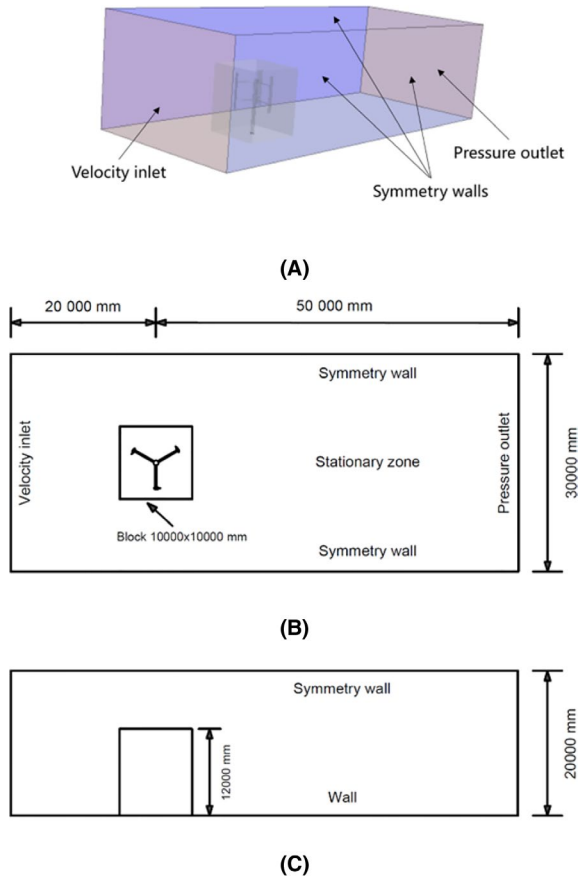 Velocity inlet
Pressure outlet
Symmetry walls
(A)
20 000 mm
50 000 mm
Symmetry wall
Velocity inlet
Stationary zone
Pressure outlet
30000 mm
Block 10000x10000 mm
Symmetry wall
(B)
Symmetry wall
12000 mm
20000 mm
Wall
(C)